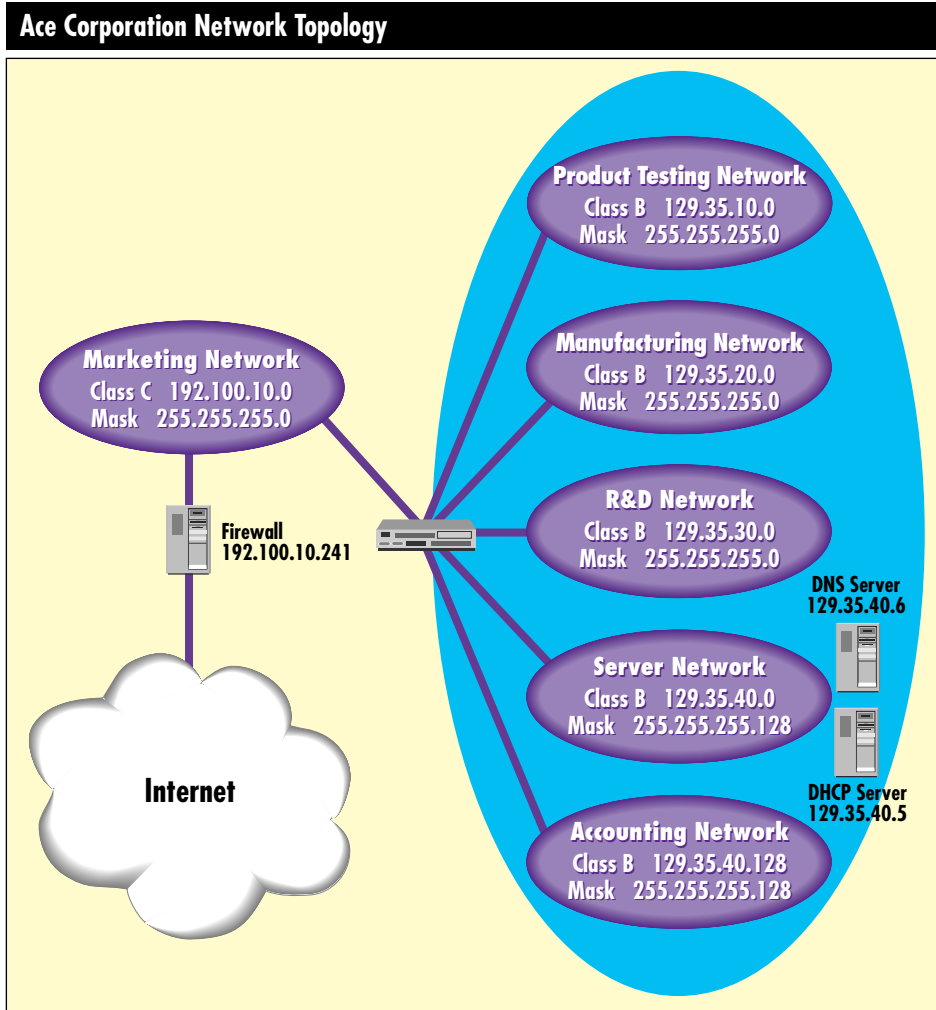 Ace Corporation Network Topology
Product Testing Network
Class B 129.35.10.0
Mask 255.255.255.0
Manufacturing Network
Class B 129.35.20.0
Mask 255.255.255.0
Marketing Network
Class C 192.100.10.0
Mask 255.255.255.0
R&D Network
Class B 129.35.30.0
Mask 255.255.255.0
Firewall
192.100.10.241
DNS Server
129.35.40.6
Server Network
Class B 129.35.40.0
Mask 255.255.255.128
Internet
DHCP Server
129.35.40.5
Accounting Network
Class B 129.35.40.128
Mask 255.255.255.128